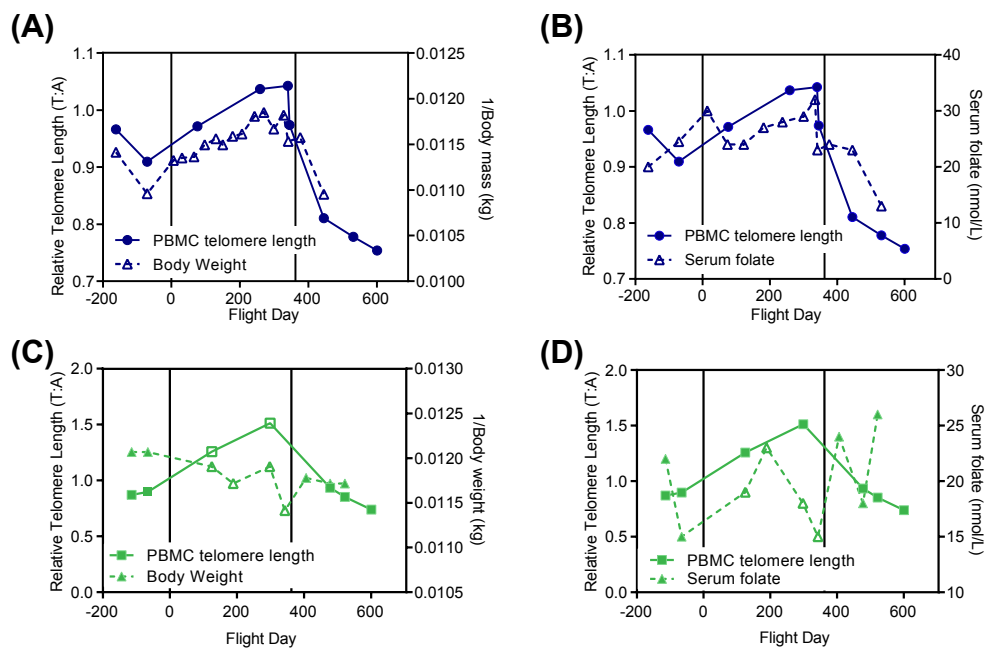 (A)
Relative Telomere Length (T:A)
1.1
1.0
0.9
0.8
0.7
0.0125
0.0120
0.0115
0.0110
0.0105
0.0100
1/Body mass (kg)
PBMC telomere length
Body Weight
-200 0 200 400 600
Flight Day
(B)
Relative Telomere Length (T:A)
1.1
1.0
0.9
0.8
0.7
40
30
20
10
0
Serum folate (nmol/L)
PBMC telomere length
Serum folate
-200 0 200 400 600
Flight Day
(C)
Relative Telomere Length (T:A)
2.0
1.5
1.0
0.5
0.0
0.0130
0.0125
0.0120
0.0115
0.0110
0.0105
1/Body weight (kg)
PBMC telomere length
Body Weight
-200 0 200 400 600
Flight Day
(D)
Relative Telomere Length (T:A)
2.0
1.5
1.0
0.5
0.0
30
25
20
15
10
Serum folate (nmol/L)
PBMC telomere length
Serum folate
-200 0 200 400 600
Flight Day